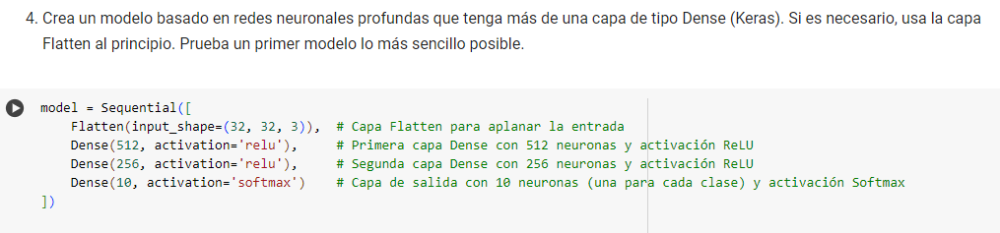 4. Crea un modelo basado en redes neuronales profundas que tenga más de una capa de tipo Dense (Keras). Si es necesario, usa la capa
Flatten al principio. Prueba un primer modelo lo más sencillo posible.
model = Sequential([
    Flatten(input_shape=(32, 32, 3)),  # Capa Flatten para aplanar la entrada
    Dense(512, activation='relu'),     # Primera capa Dense con 512 neuronas y activación ReLU
    Dense(256, activation='relu'),     # Segunda capa Dense con 256 neuronas y activación ReLU
    Dense(10, activation='softmax')    # Capa de salida con 10 neuronas (una para cada clase) y activación Softmax
])